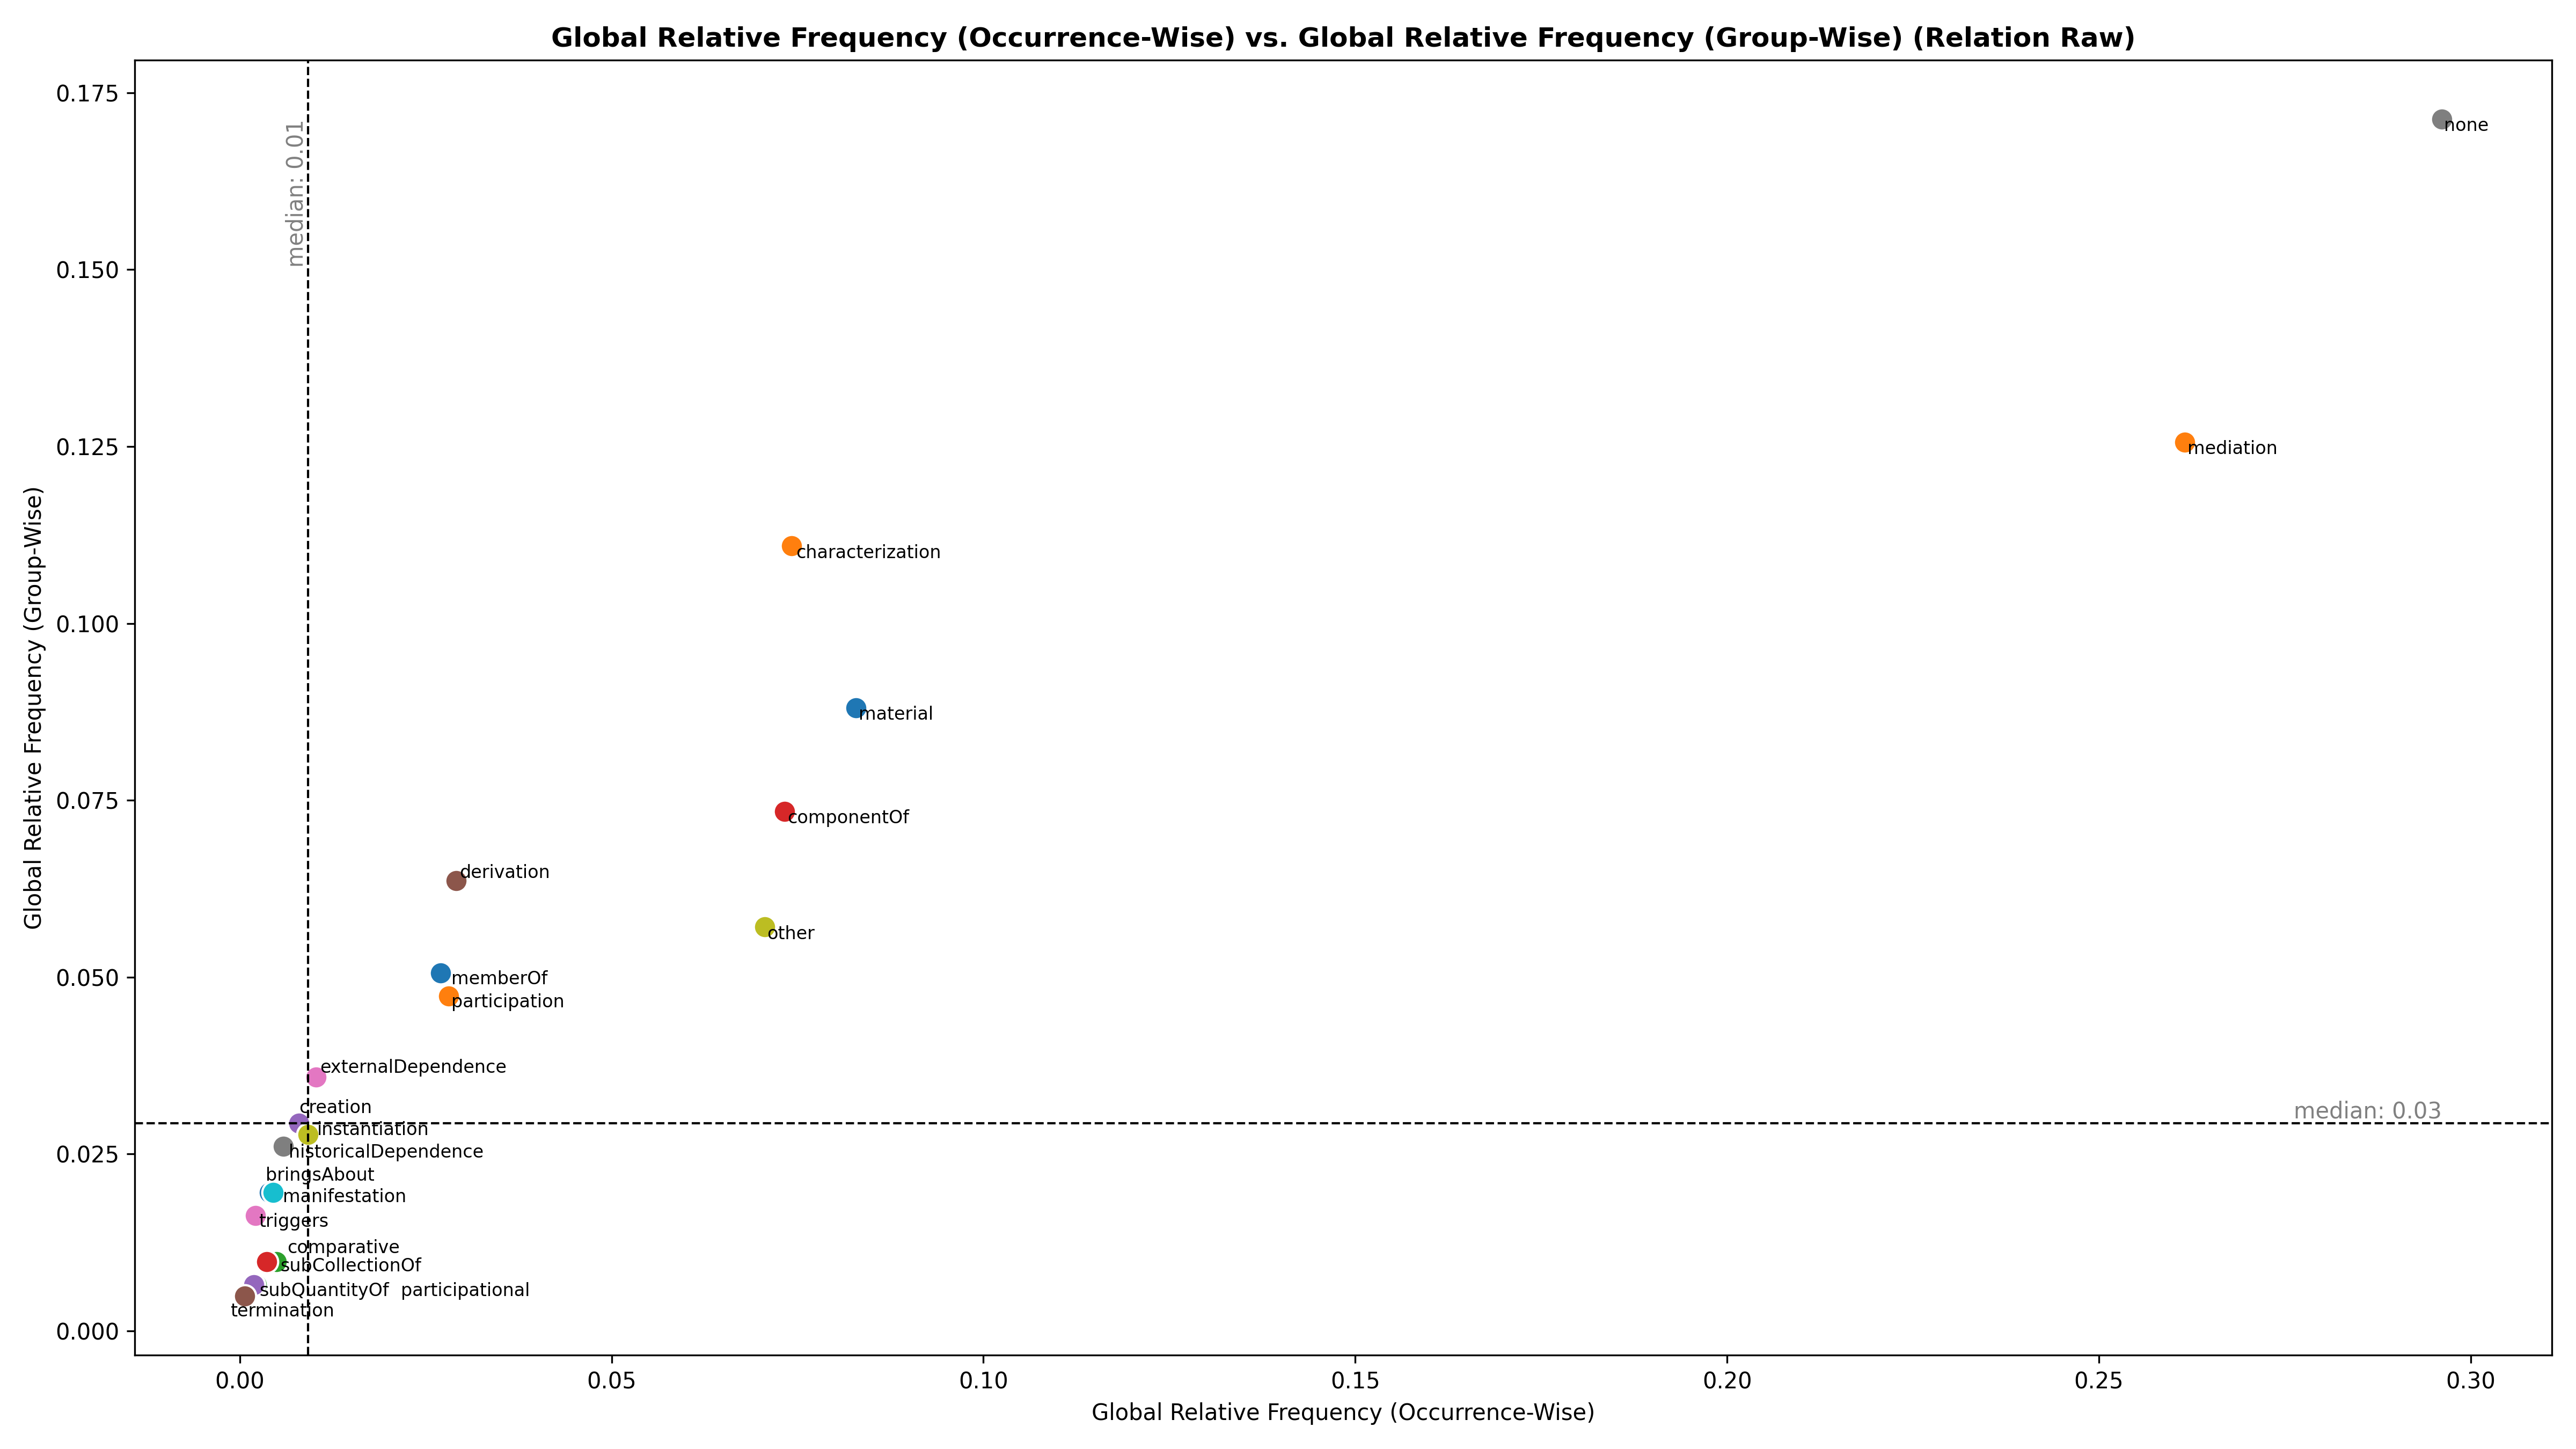 Global Relative Frequency (Occurrence-Wise) vs. Global Relative Frequency (Group-Wise) (Relation Raw)
Global Relative Frequency (Group-Wise)
0.175
0.150
0.125
0.100
0.075
0.050
0.025
0.000
median: 0.01
none
mediation
characterization
material
componentOf
derivation
other
memberOf
participation
externalDependence
creation
median: 0.03
instantiation
historicalDependence
bringsAbout
manifestation
triggers
comparative
subCollectionOf
subQuantityOf participational
termination
0.00 0.05 0.10 0.15 0.20 0.25 0.30
Global Relative Frequency (Occurrence-Wise)